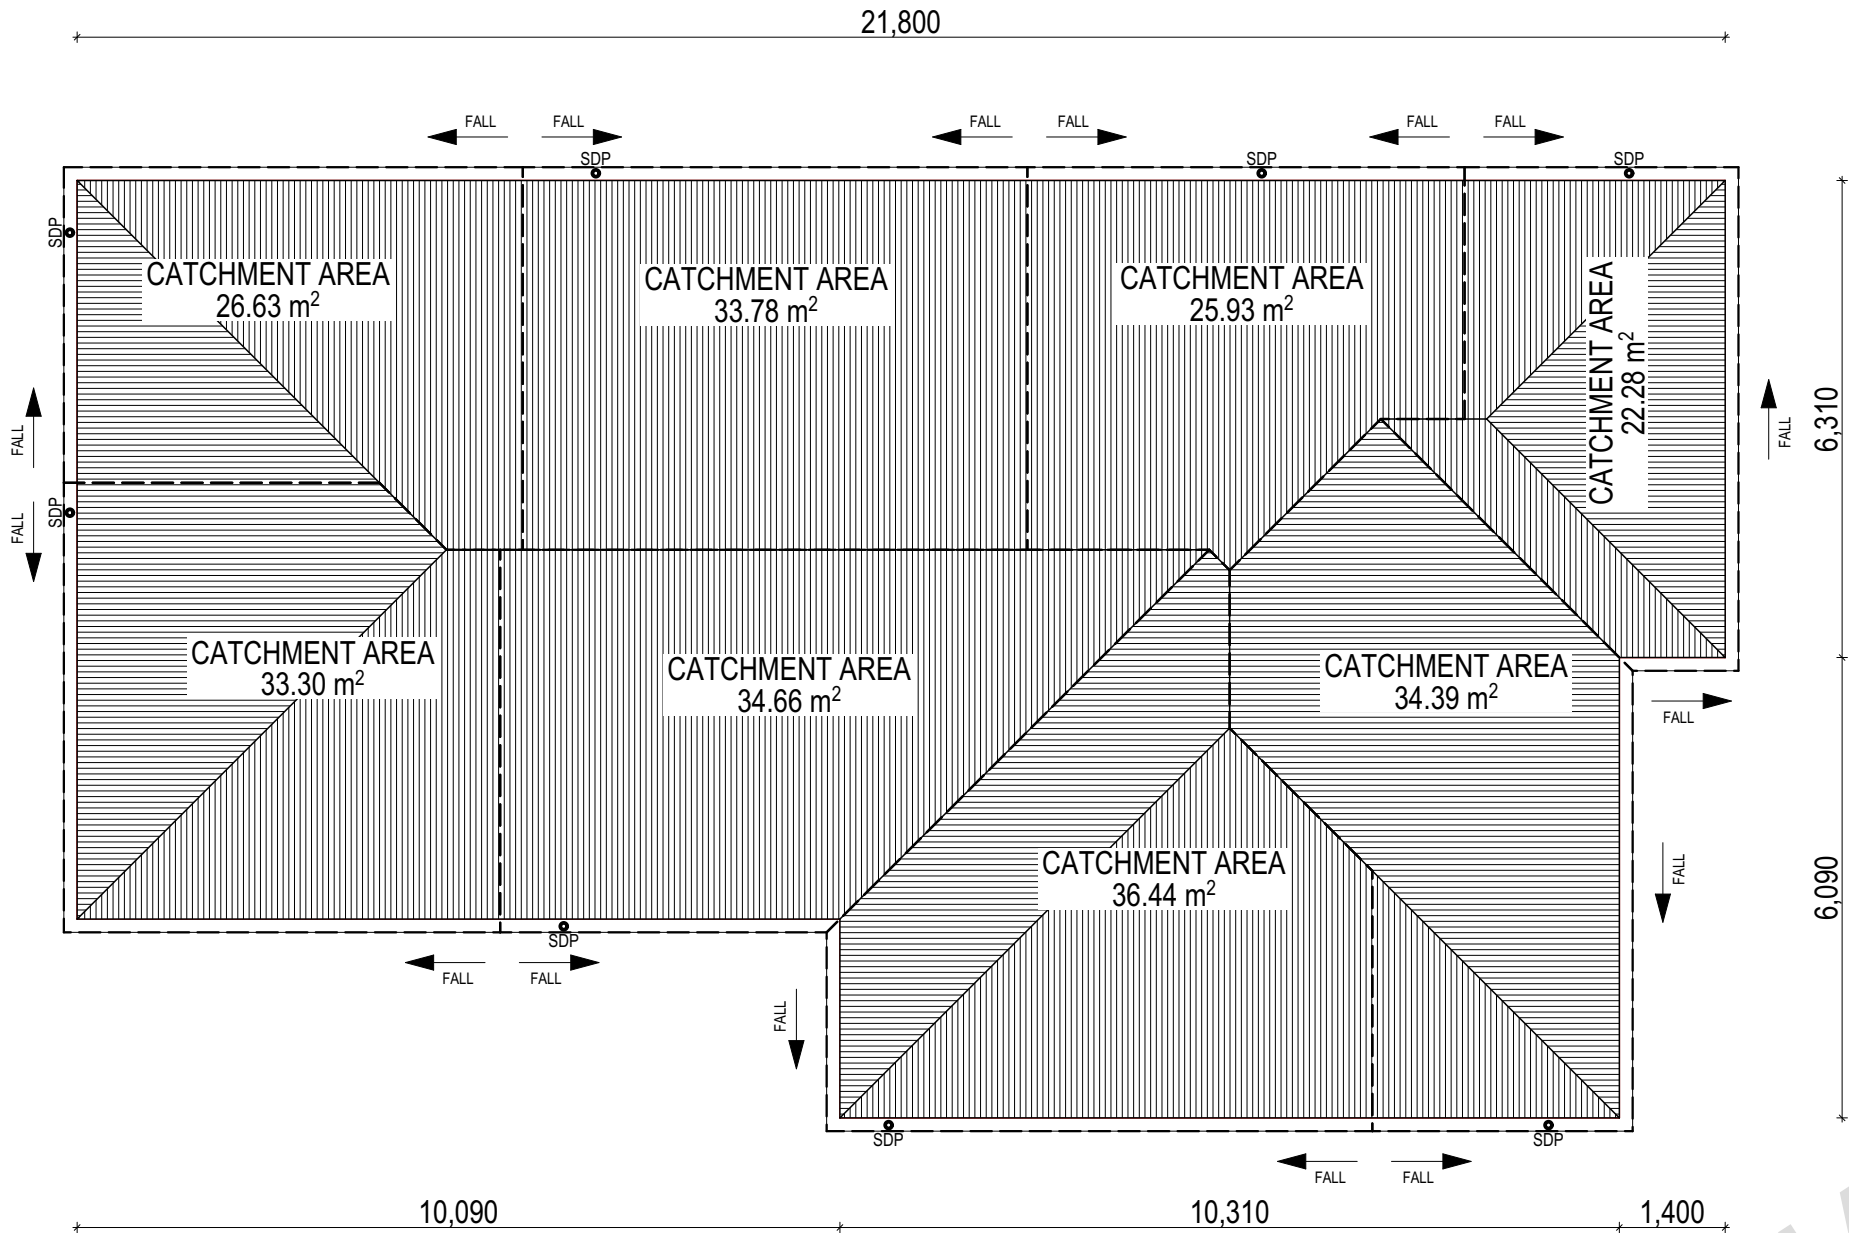 21,800
FALL
FALL
FALL
FALL
FALL
FALL
SDP
SDP
SDP
SDP
CATCHMENT AREA
26.63 m²
CATCHMENT AREA
33.78 m²
CATCHMENT AREA
25.93 m²
CATCHMENT AREA
22.28 m²
FALL
FALL
6,310
SDP
FALL
CATCHMENT AREA
33.30 m²
CATCHMENT AREA
34.66 m²
CATCHMENT AREA
34.39 m²
FALL
CATCHMENT AREA
36.44 m²
FALL
6,090
SDP
FALL
FALL
FALL
SDP
SDP
FALL
FALL
10,090
10,310
1,400